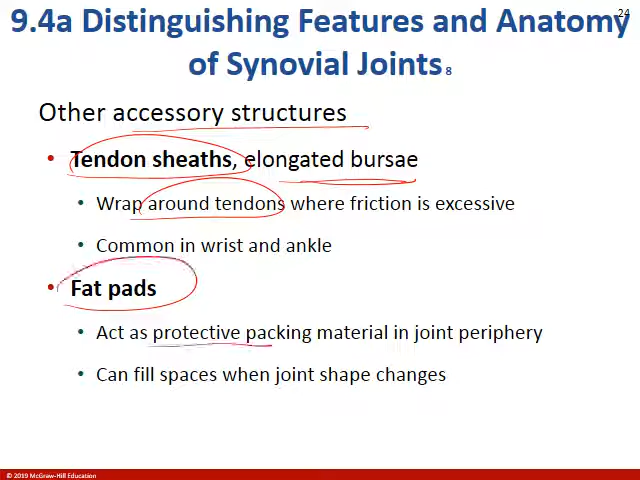 24
9.4a Distinguishing Features and Anatomy
of Synovial Joints 8
Other accessory structures
• Tendon sheaths, elongated bursae
• Wrap around tendons where friction is excessive
• Common in wrist and ankle
• Fat pads
• Act as protective packing material in joint periphery
• Can fill spaces when joint shape changes
© 2019 McGraw-Hill Education